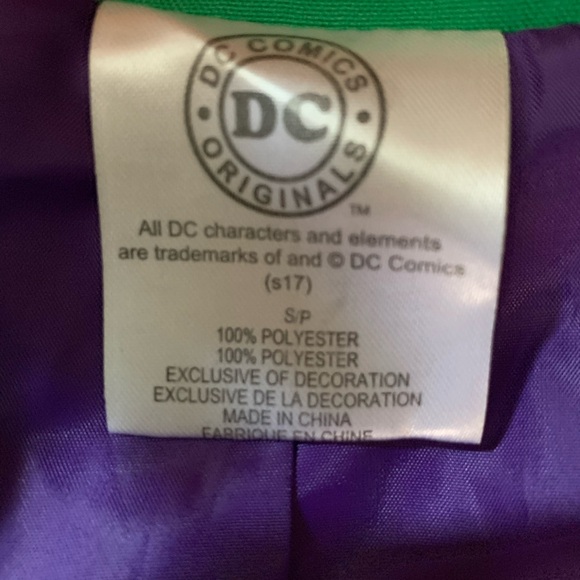 DC COMICS
DC
ORIGINALS
TM
All DC characters and elements
are trademarks of and © DC Comics
(s17)
S/P
100% POLYESTER
100% POLYESTER
EXCLUSIVE OF DECORATION
EXCLUSIVE DE LA DECORATION
MADE IN CHINA
FABRIQUE EN CHINE